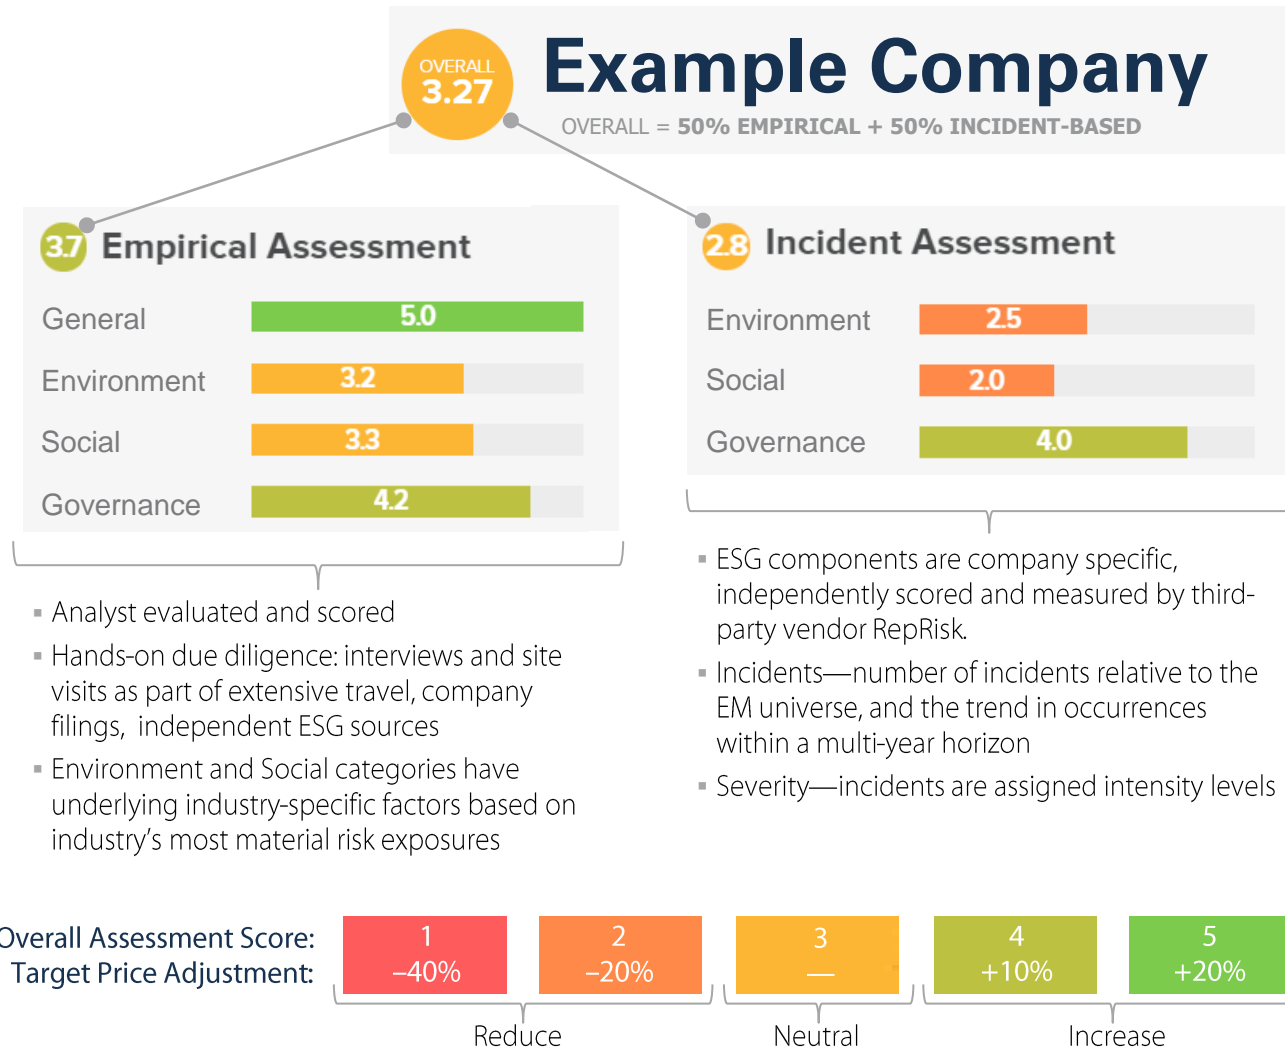 OVERALL
3.27
Example Company
OVERALL = 50% EMPIRICAL + 50% INCIDENT-BASED
3.7 Empirical Assessment
General 5.0
Environment 3.2
Social 3.3
Governance 4.2
2.8 Incident Assessment
Environment 2.5
Social 2.0
Governance 4.0
▪ Analyst evaluated and scored
▪ Hands-on due diligence: interviews and site
visits as part of extensive travel, company
filings,  independent ESG sources
▪ Environment and Social categories have
underlying industry-specific factors based on
industry’s most material risk exposures
▪ ESG components are company specific,
independently scored and measured by third-
party vendor RepRisk.
▪ Incidents—number of incidents relative to the
EM universe, and the trend in occurrences
within a multi-year horizon
▪ Severity—incidents are assigned intensity levels
Overall Assessment Score: 1 2 3 4 5
Target Price Adjustment: –40% –20% — +10% +20%
Reduce Neutral Increase